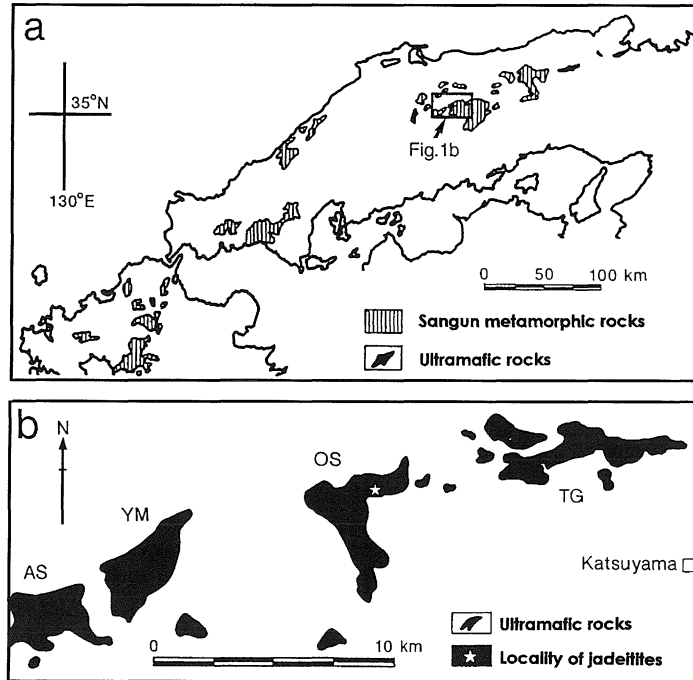 a
35°N
130°E
Fig.1b
0 50 100 km
Sangun metamorphic rocks
Ultramafic rocks
b
N
OS
YM
TG
AS
Katsuyama
Ultramafic rocks
0 10 km
Locality of jadeitites